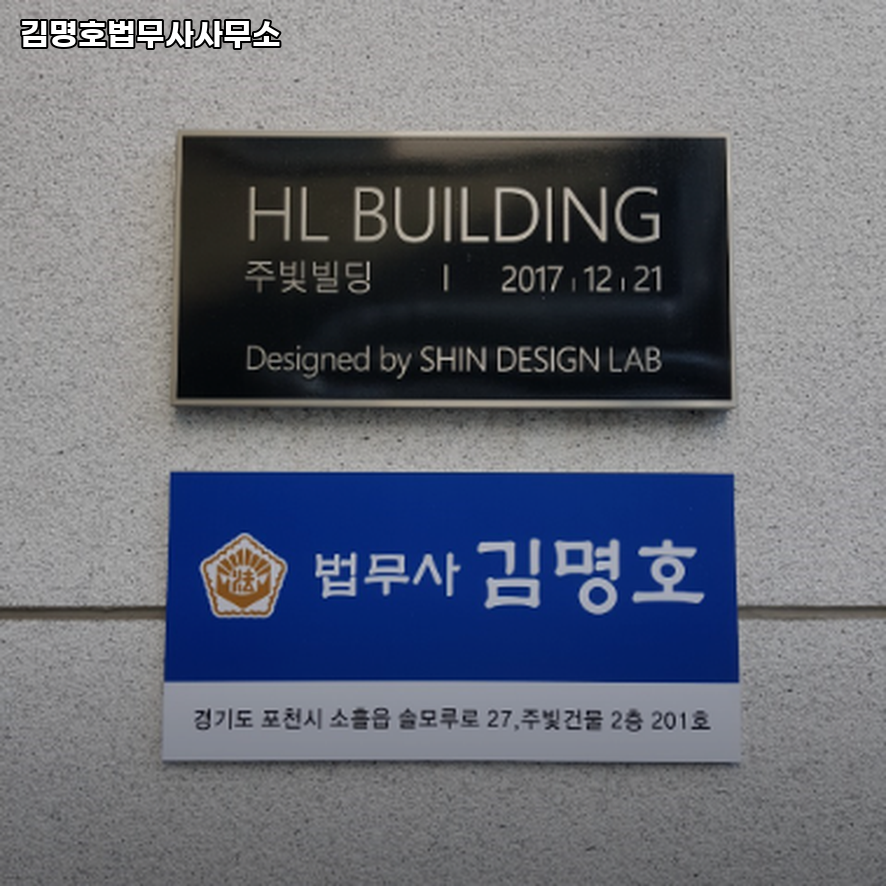 김명호법무사사무소
HL BUILDING
주빛빌딩 | 2017 | 12 | 21
Designed by SHIN DESIGN LAB
法
법무사 김명호
경기도 포천시 소흘읍 솔모루로 27,주빛건물 2층 201호